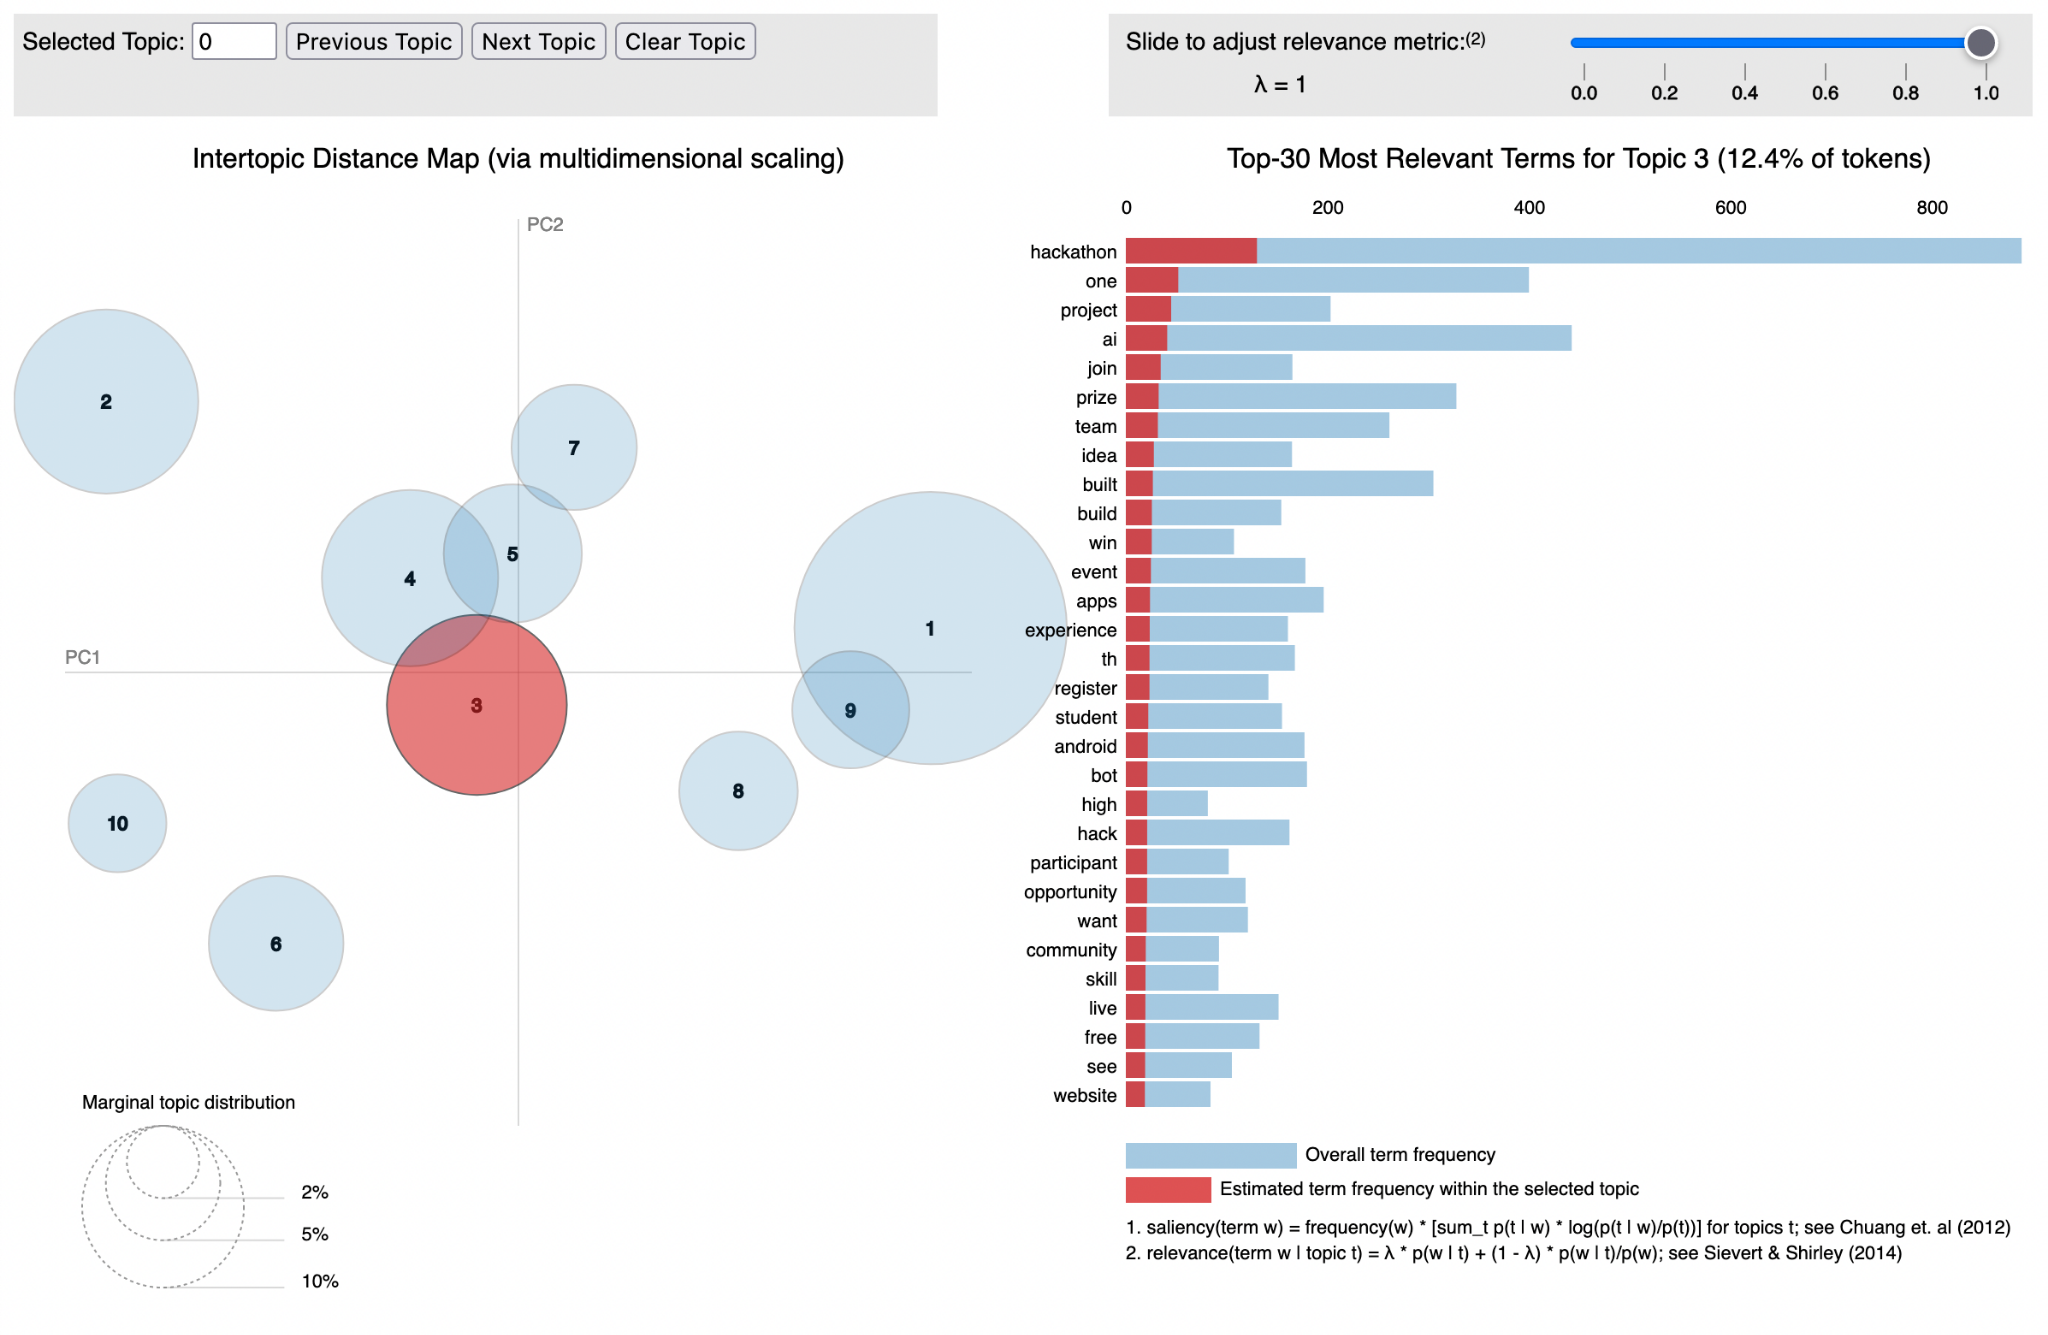 Selected Topic: 0 Previous Topic Next Topic Clear Topic
Slide to adjust relevance metric:(2)
λ = 1
0.0 0.2 0.4 0.6 0.8 1.0
Intertopic Distance Map (via multidimensional scaling)
PC2
2
7
5
4
1
PC1
3
9
8
10
6
Marginal topic distribution
2%
5%
10%
Top-30 Most Relevant Terms for Topic 3 (12.4% of tokens)
0 200 400 600 800
hackathon
one
project
ai
join
prize
team
idea
built
build
win
event
apps
experience
th
register
student
android
bot
high
hack
participant
opportunity
want
community
skill
live
free
see
website
Overall term frequency
Estimated term frequency within the selected topic
1. saliency(term w) = frequency(w) * [sum_t p(t | w) * log(p(t | w)/p(t))] for topics t; see Chuang et. al (2012)
2. relevance(term w | topic t) = λ * p(w | t) + (1 - λ) * p(w | t)/p(w); see Sievert & Shirley (2014)